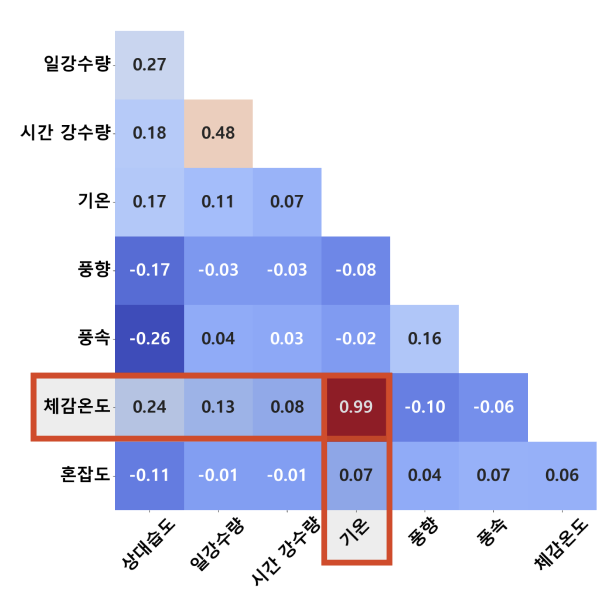 일강수량 0.27
시간 강수량 0.18 0.48
기온 0.17 0.11 0.07
풍향 -0.17 -0.03 -0.03 -0.08
풍속 -0.26 0.04 0.03 -0.02 0.16
체감온도 0.24 0.13 0.08 0.99 -0.10 -0.06
혼잡도 -0.11 -0.01 -0.01 0.07 0.04 0.07 0.06
상대습도 일강수량 시간 강수량 기온 풍향 풍속 체감온도